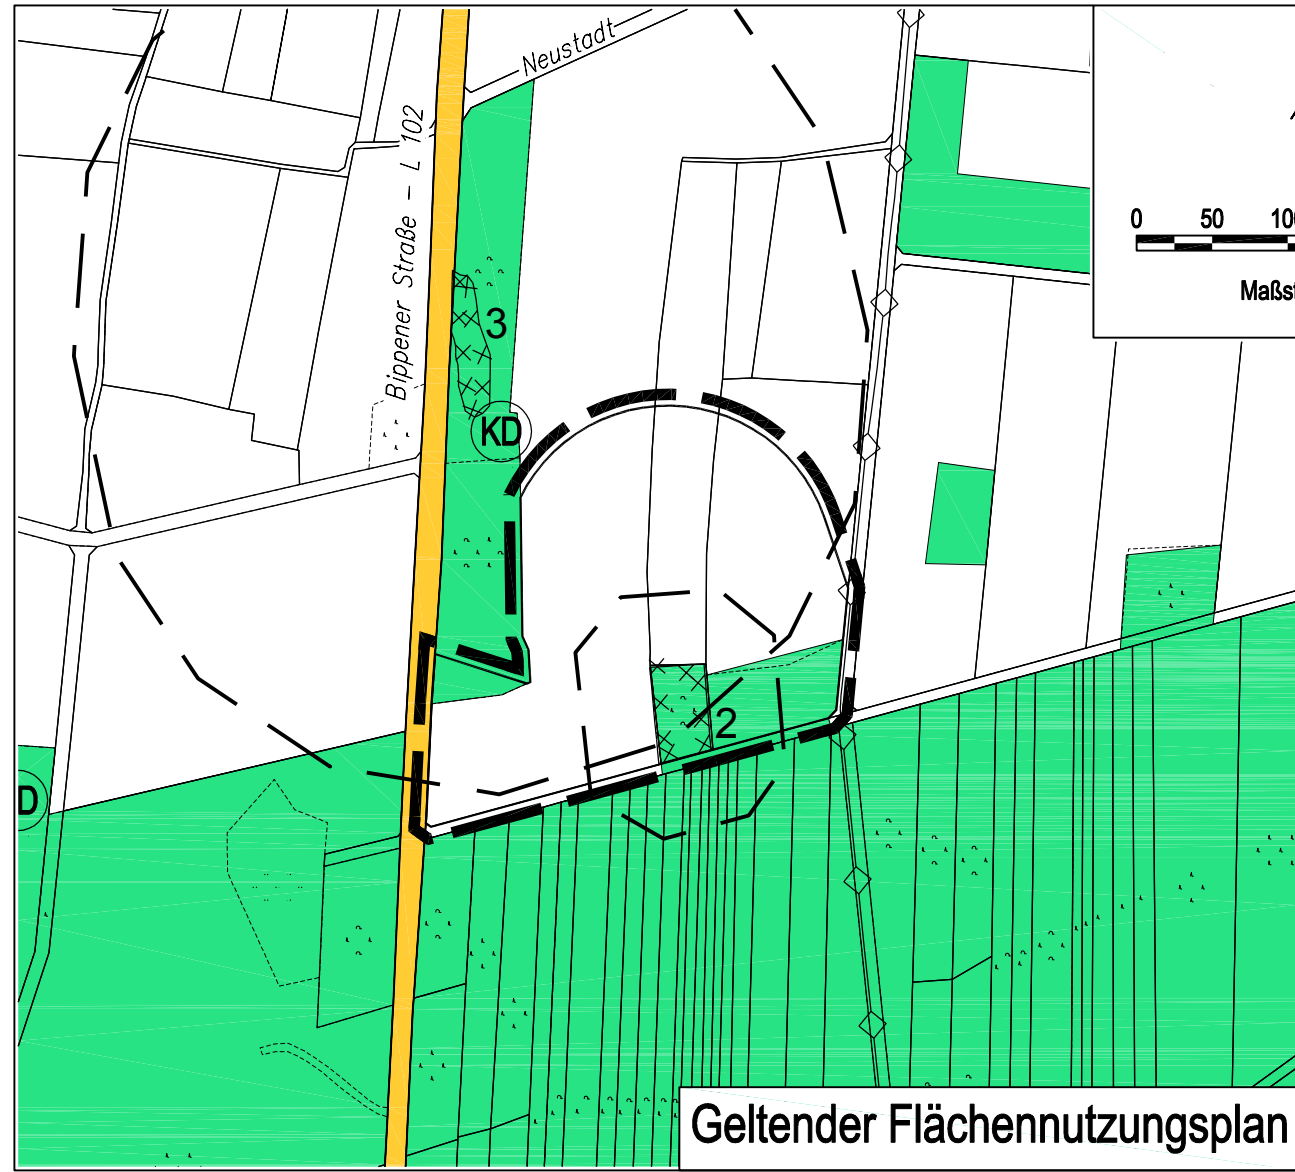 Neustadt
Bippener Straße - L 102
0 50
3
KD
2
D
Geltender Flächennutzungsplan